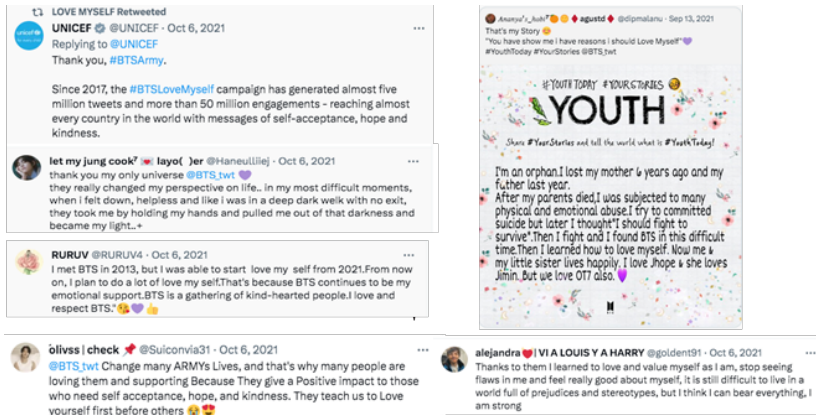 LOVE MYSELF Retweeted
UNICEF @UNICEF · Oct 6, 2021
Replying to @UNICEF
Thank you, #BTSArmy.
Since 2017, the #BTSLoveMyself campaign has generated almost five
million tweets and more than 50 million engagements - reaching almost
every country in the world with messages of self-acceptance, hope and
kindness.
let my jung cook⁷ 💌 layo( )er @Haneulliiej · Oct 6, 2021
thank you my only universe @BTS_twt 💜
they really changed my perspective on life.. in my most difficult moments,
when i felt down, helpless and like i was in a deep dark welk with no exit,
they took me by holding my hands and pulled me out of that darkness and
became my light..+
RURUV @RURUV4 · Oct 6, 2021
I met BTS in 2013, but I was able to start love my self from 2021.From now
on, I plan to do a lot of love my self.That's because BTS continues to be my
emotional support.BTS is a gathering of kind-hearted people.I love and
respect BTS."😘💜👍
olivss | check 📌 @Suiconvia31 · Oct 6, 2021
@BTS_twt Change many ARMYs Lives, and that's why many people are
loving them and supporting Because They give a Positive impact to those
who need self acceptance, hope, and kindness. They teach us to Love
yourself first before others 😭😍
Ananya's_hobi⁷ ♦ agustd ♦ @dipmalanu · Sep 13, 2021
That's my Story
"You have show me i have reasons i should Love Myself"💜
#YouthToday #YourStories @BTS_twt
#YOUTH TODAY #YOUR STORIES
YOUTH
Share #YourStories and tell the world what is #YouthToday!
I'm an orphan.I lost my mother 6 years ago and my
futher last year.
After my parents died,I was subjected to many
physical and emotional abuse.I try to committed
suicide but later I thought"I should fight to
survive".Then I fight and I found BTS in this difficult
time.Then I learned how to love myself. Now me &
my little sister lives happily. I love Jhope & she loves
Jimin. But we love OT7 also. 💜
alejandra❤️| VI A LOUIS Y A HARRY @goldent91 · Oct 6, 2021
Thanks to them I learned to love and value myself as I am, stop seeing
flaws in me and feel really good about myself, it is still difficult to live in a
world full of prejudices and stereotypes, but I think I can bear everything, I
am strong